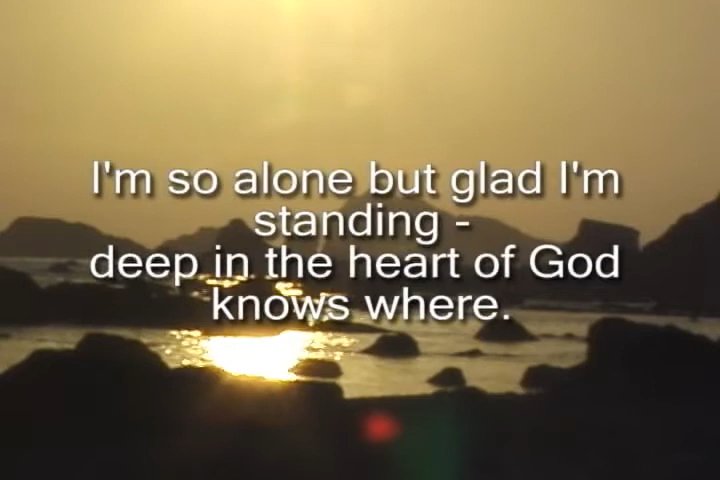 I'm so alone but glad I'm
standing -
deep in the heart of God
knows where.